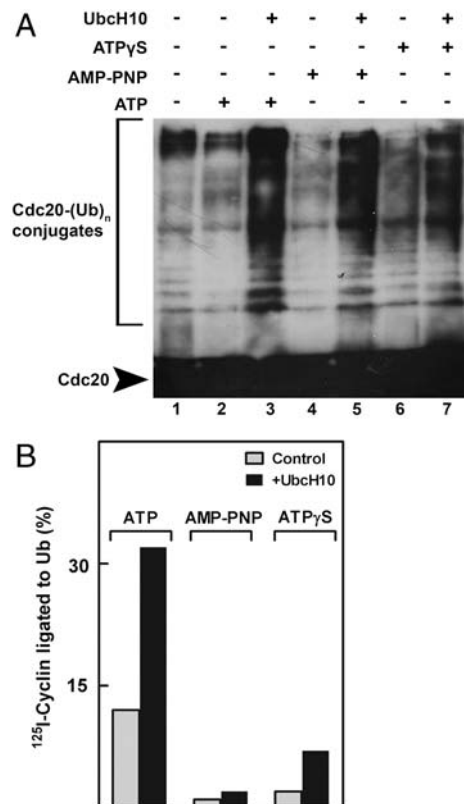 A
UbcH10 - - + - + - +
ATPγS - - - - - + +
AMP-PNP - - - + + - -
ATP - + + - - - -
Cdc20-(Ub)n
conjugates
Cdc20
1 2 3 4 5 6 7
B
Control
+UbcH10
ATP AMP-PNP ATPγS
125I-Cyclin ligated to Ub (%)
30
15